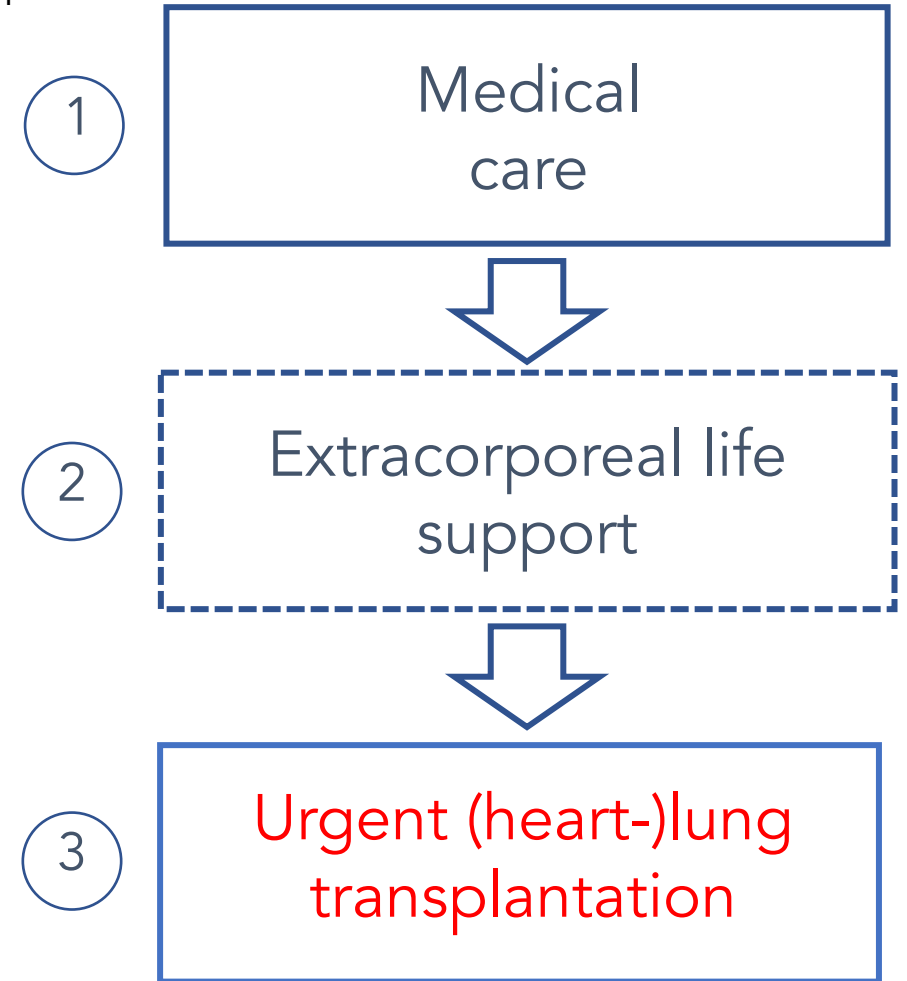 1
Medical
care
2
Extracorporeal life
support
3
Urgent (heart-)lung
transplantation